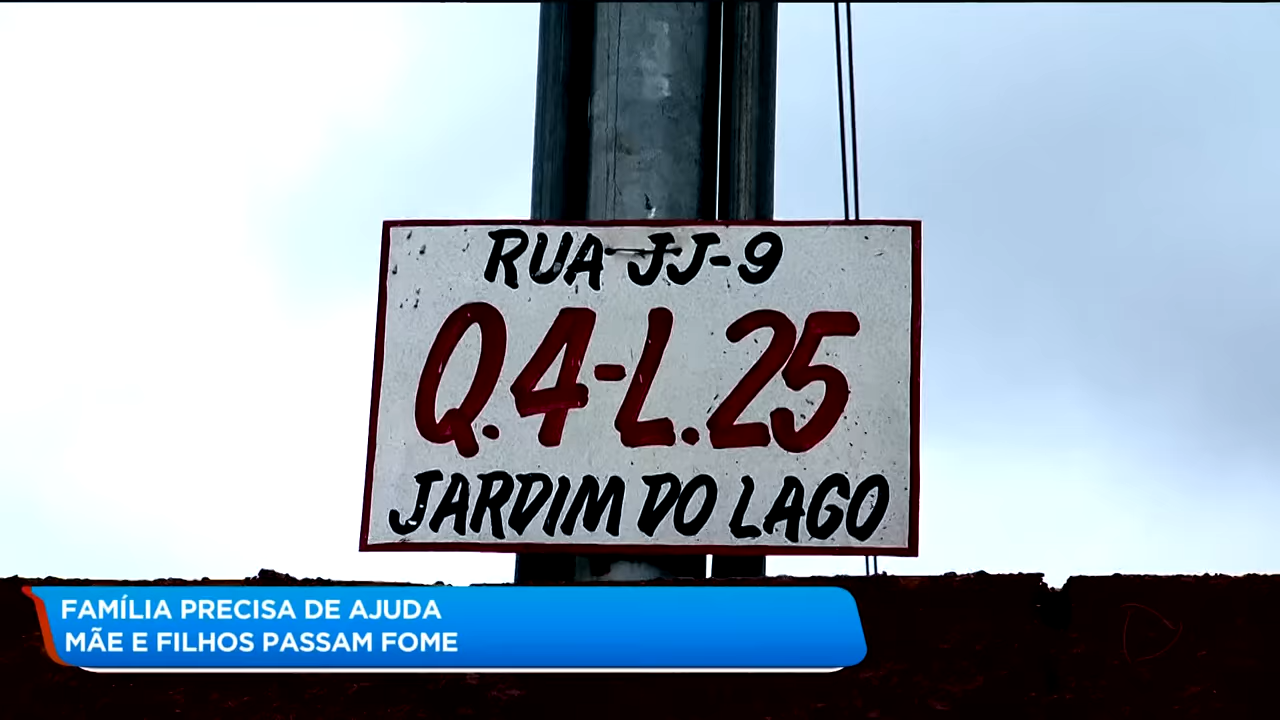 RUA JJ-9
Q.4-L.25
JARDIM DO LAGO
FAMÍLIA PRECISA DE AJUDA
MÃE E FILHOS PASSAM FOME